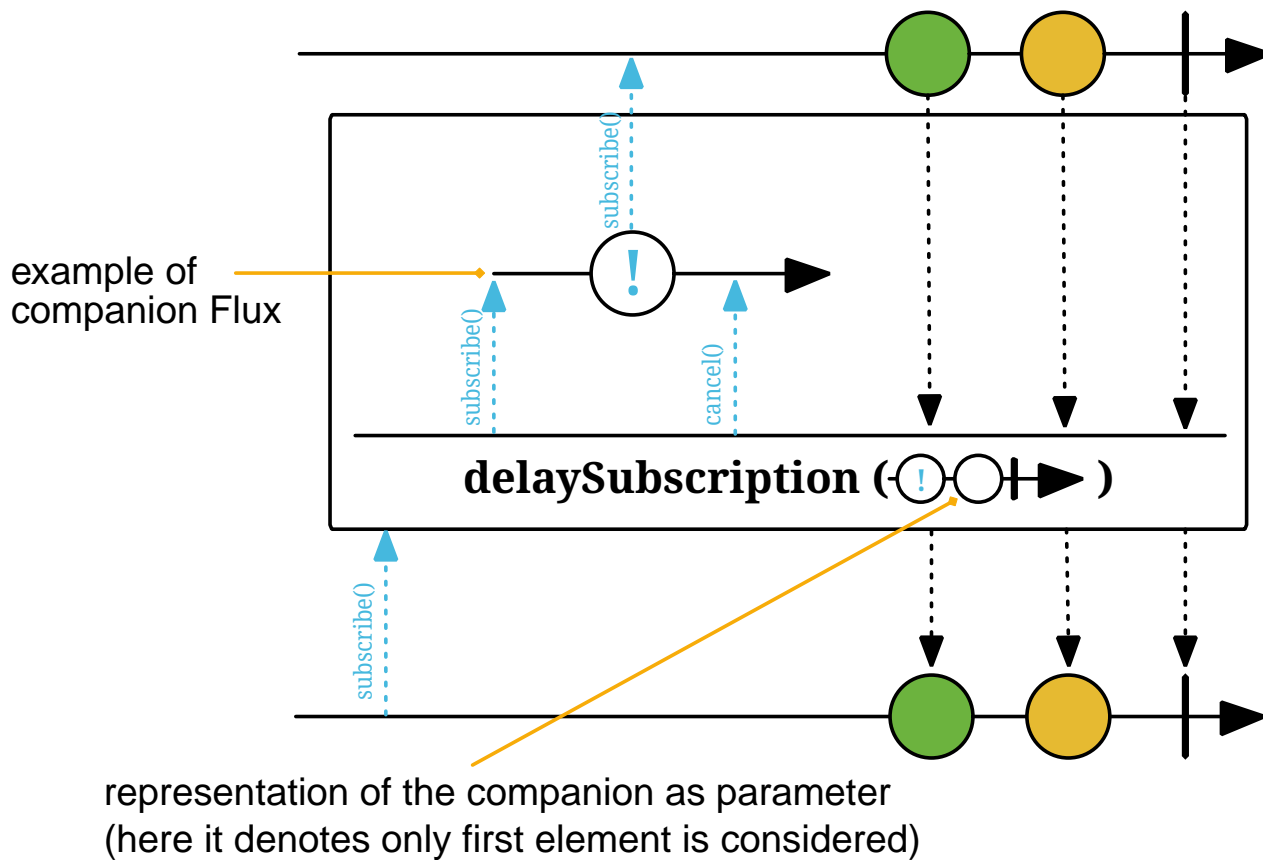 subscribe()
!
example of
companion Flux
subscribe()
cancel()
delaySubscription ( ! )
subscribe()
representation of the companion as parameter
(here it denotes only first element is considered)